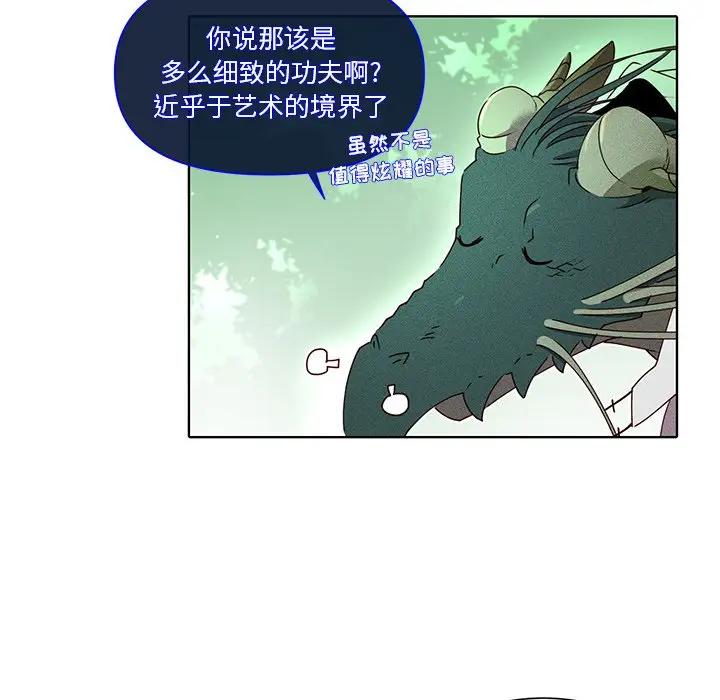 你说那该是
多么细致的功夫啊?
近乎于艺术的境界了
虽然不是
值得炫耀的事